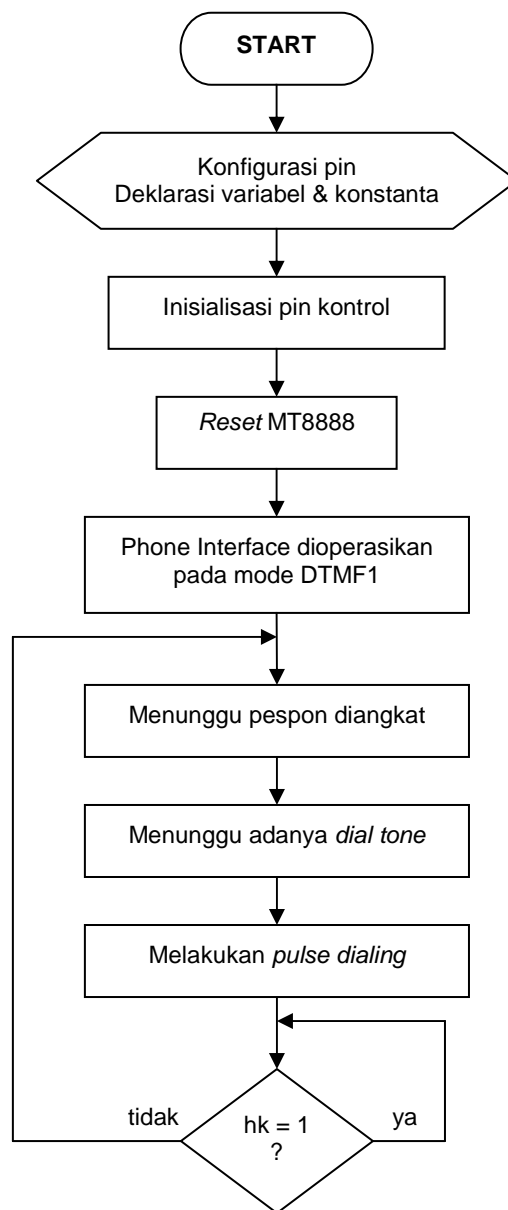 START
Konfigurasi pin
Deklarasi variabel & konstanta
Inisialisasi pin kontrol
Reset MT8888
Phone Interface dioperasikan
pada mode DTMF1
Menunggu pespon diangkat
Menunggu adanya dial tone
Melakukan pulse dialing
tidak
hk = 1
?
ya